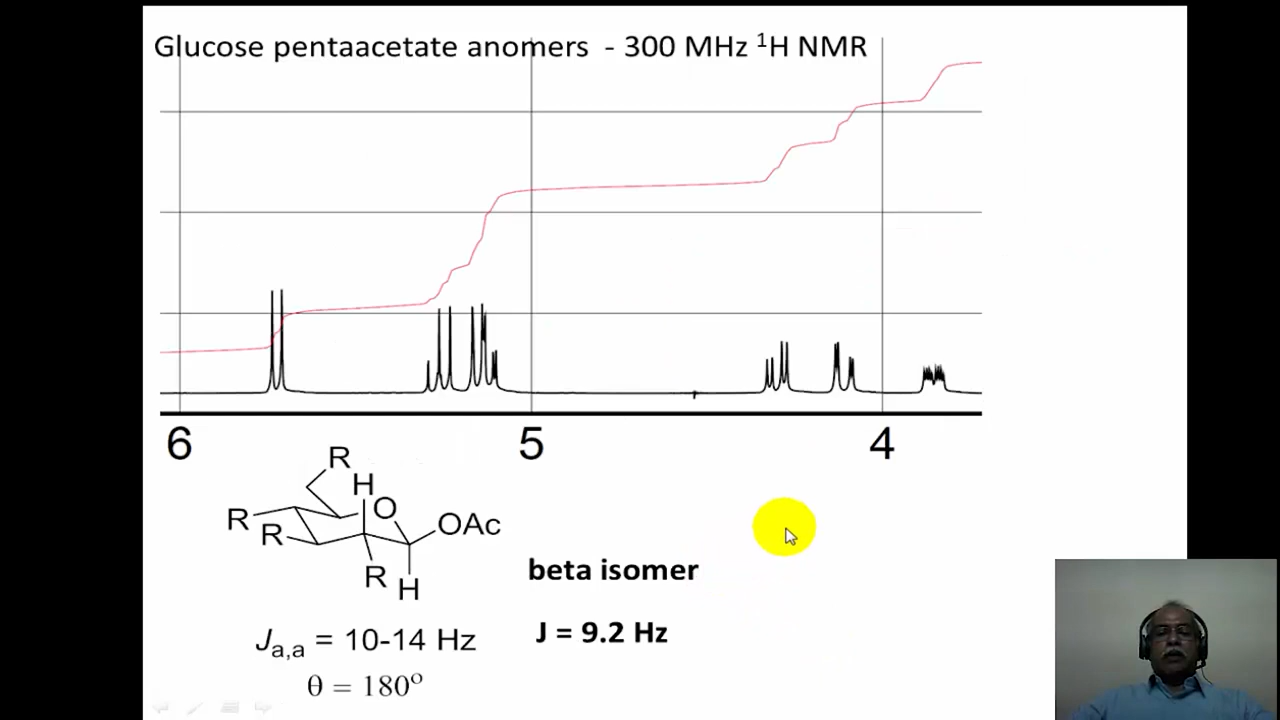 Glucose pentaacetate anomers - 300 MHz ¹H NMR
6 5 4
R
H
R O OAc
R
R H
beta isomer
Ja,a = 10-14 Hz J = 9.2 Hz
θ = 180°